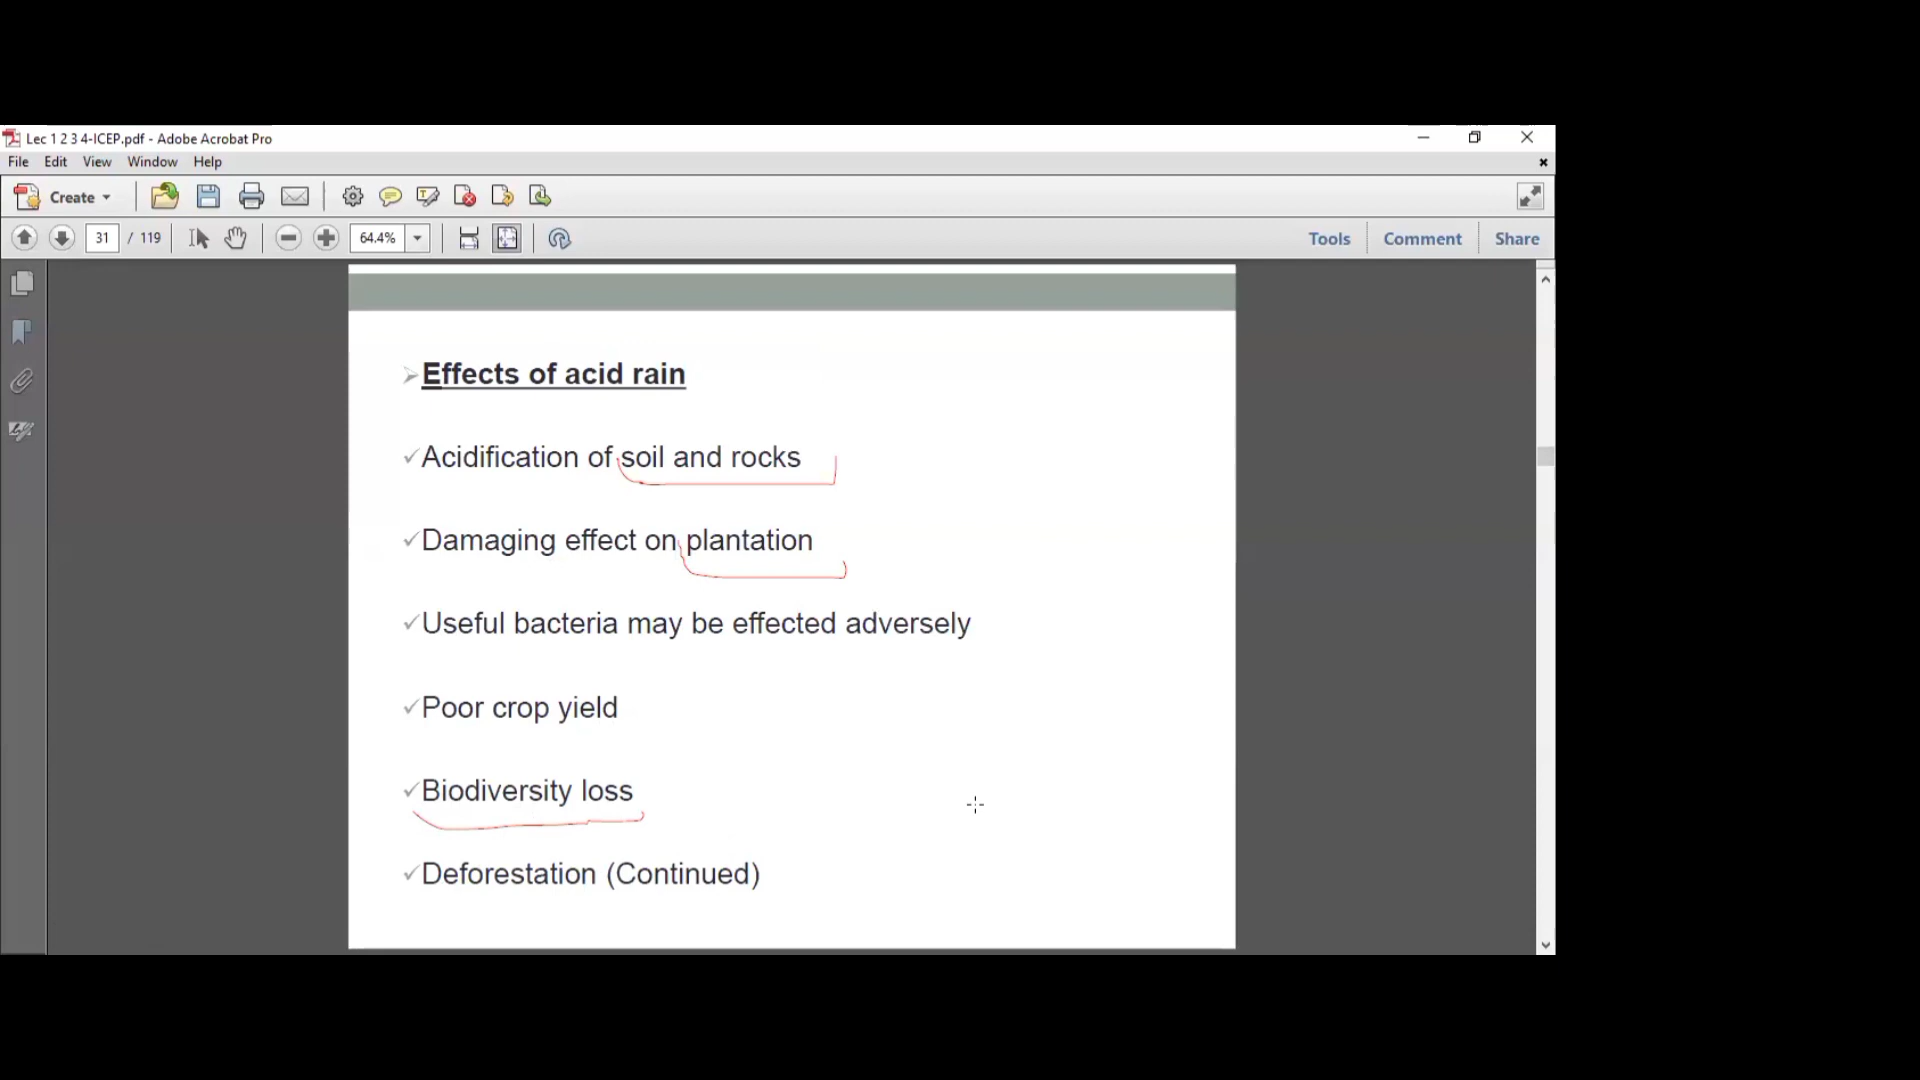 Lec 1 2 3 4-ICEP.pdf - Adobe Acrobat Pro
File Edit View Window Help
Create
31 / 119 64.4% Tools Comment Share
Effects of acid rain
Acidification of soil and rocks
Damaging effect on plantation
Useful bacteria may be effected adversely
Poor crop yield
Biodiversity loss
Deforestation (Continued)